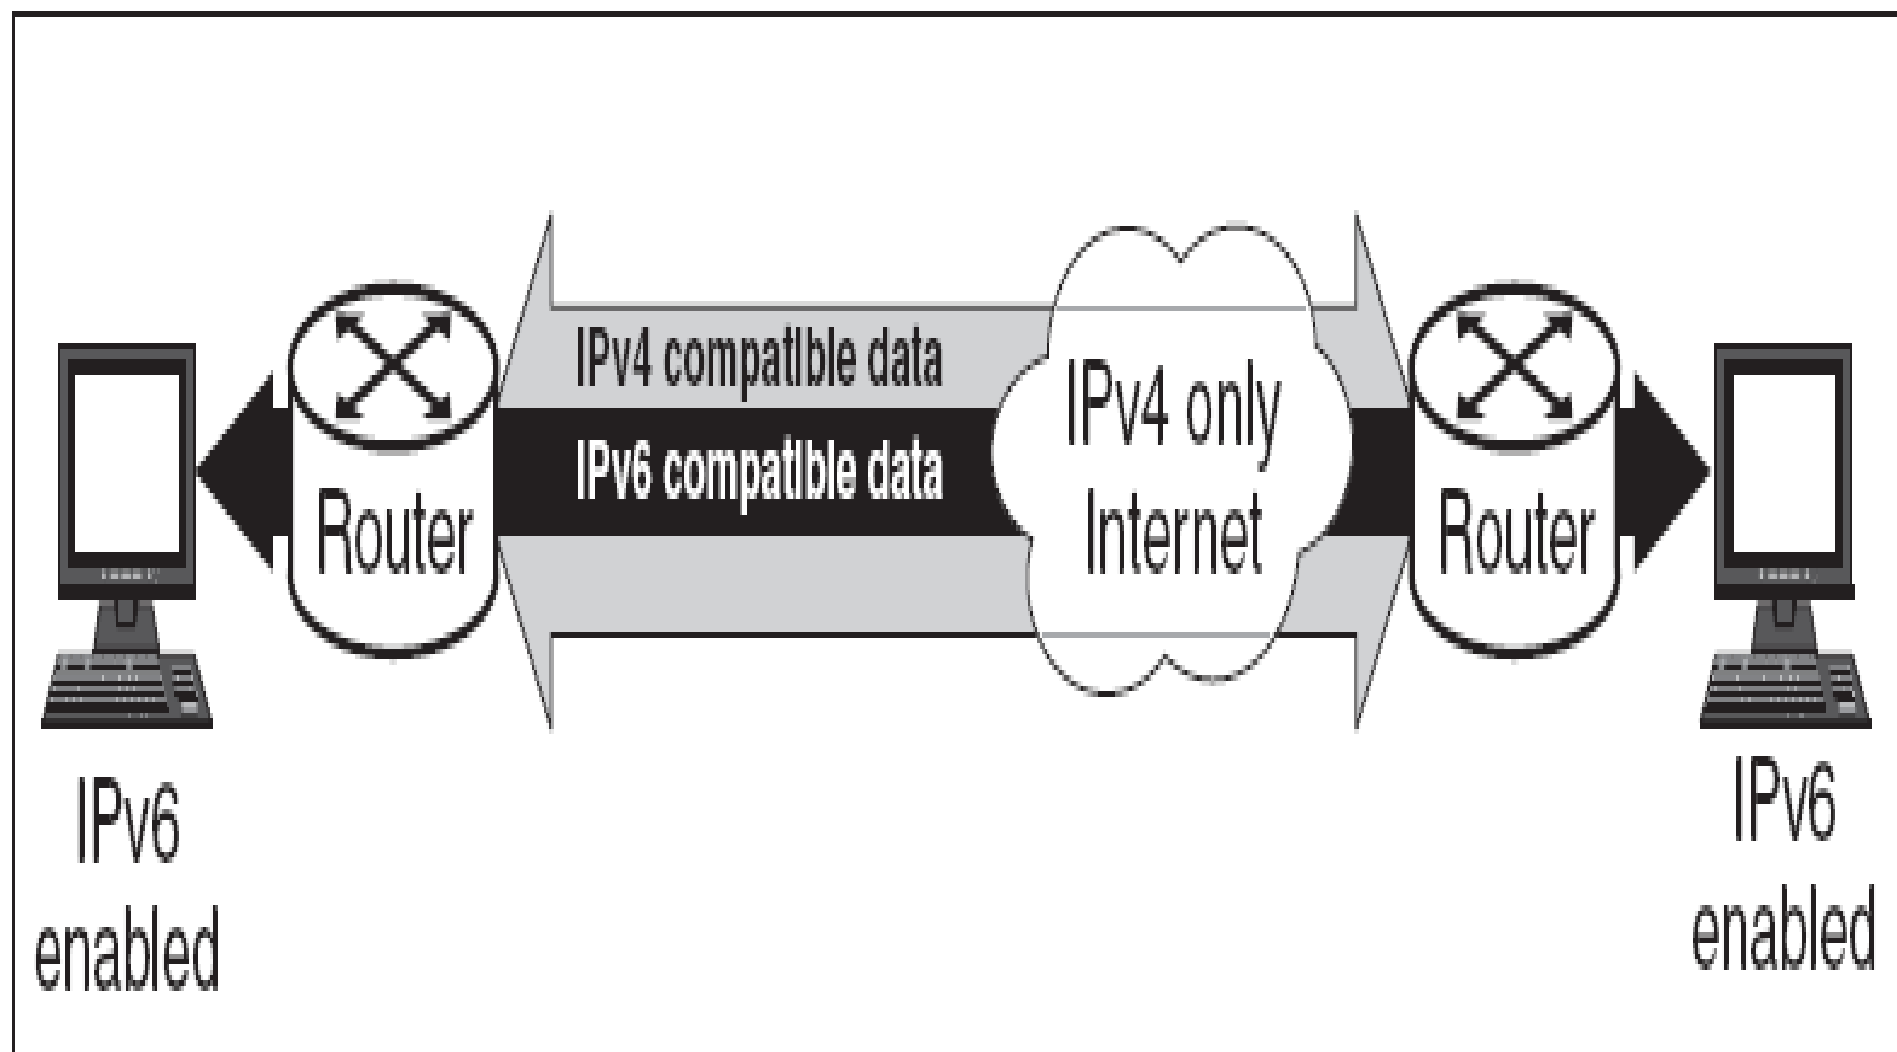 IPv4 compatible data
IPv6 compatible data
IPv4 only
Internet
Router
Router
IPv6
enabled
IPv6
enabled